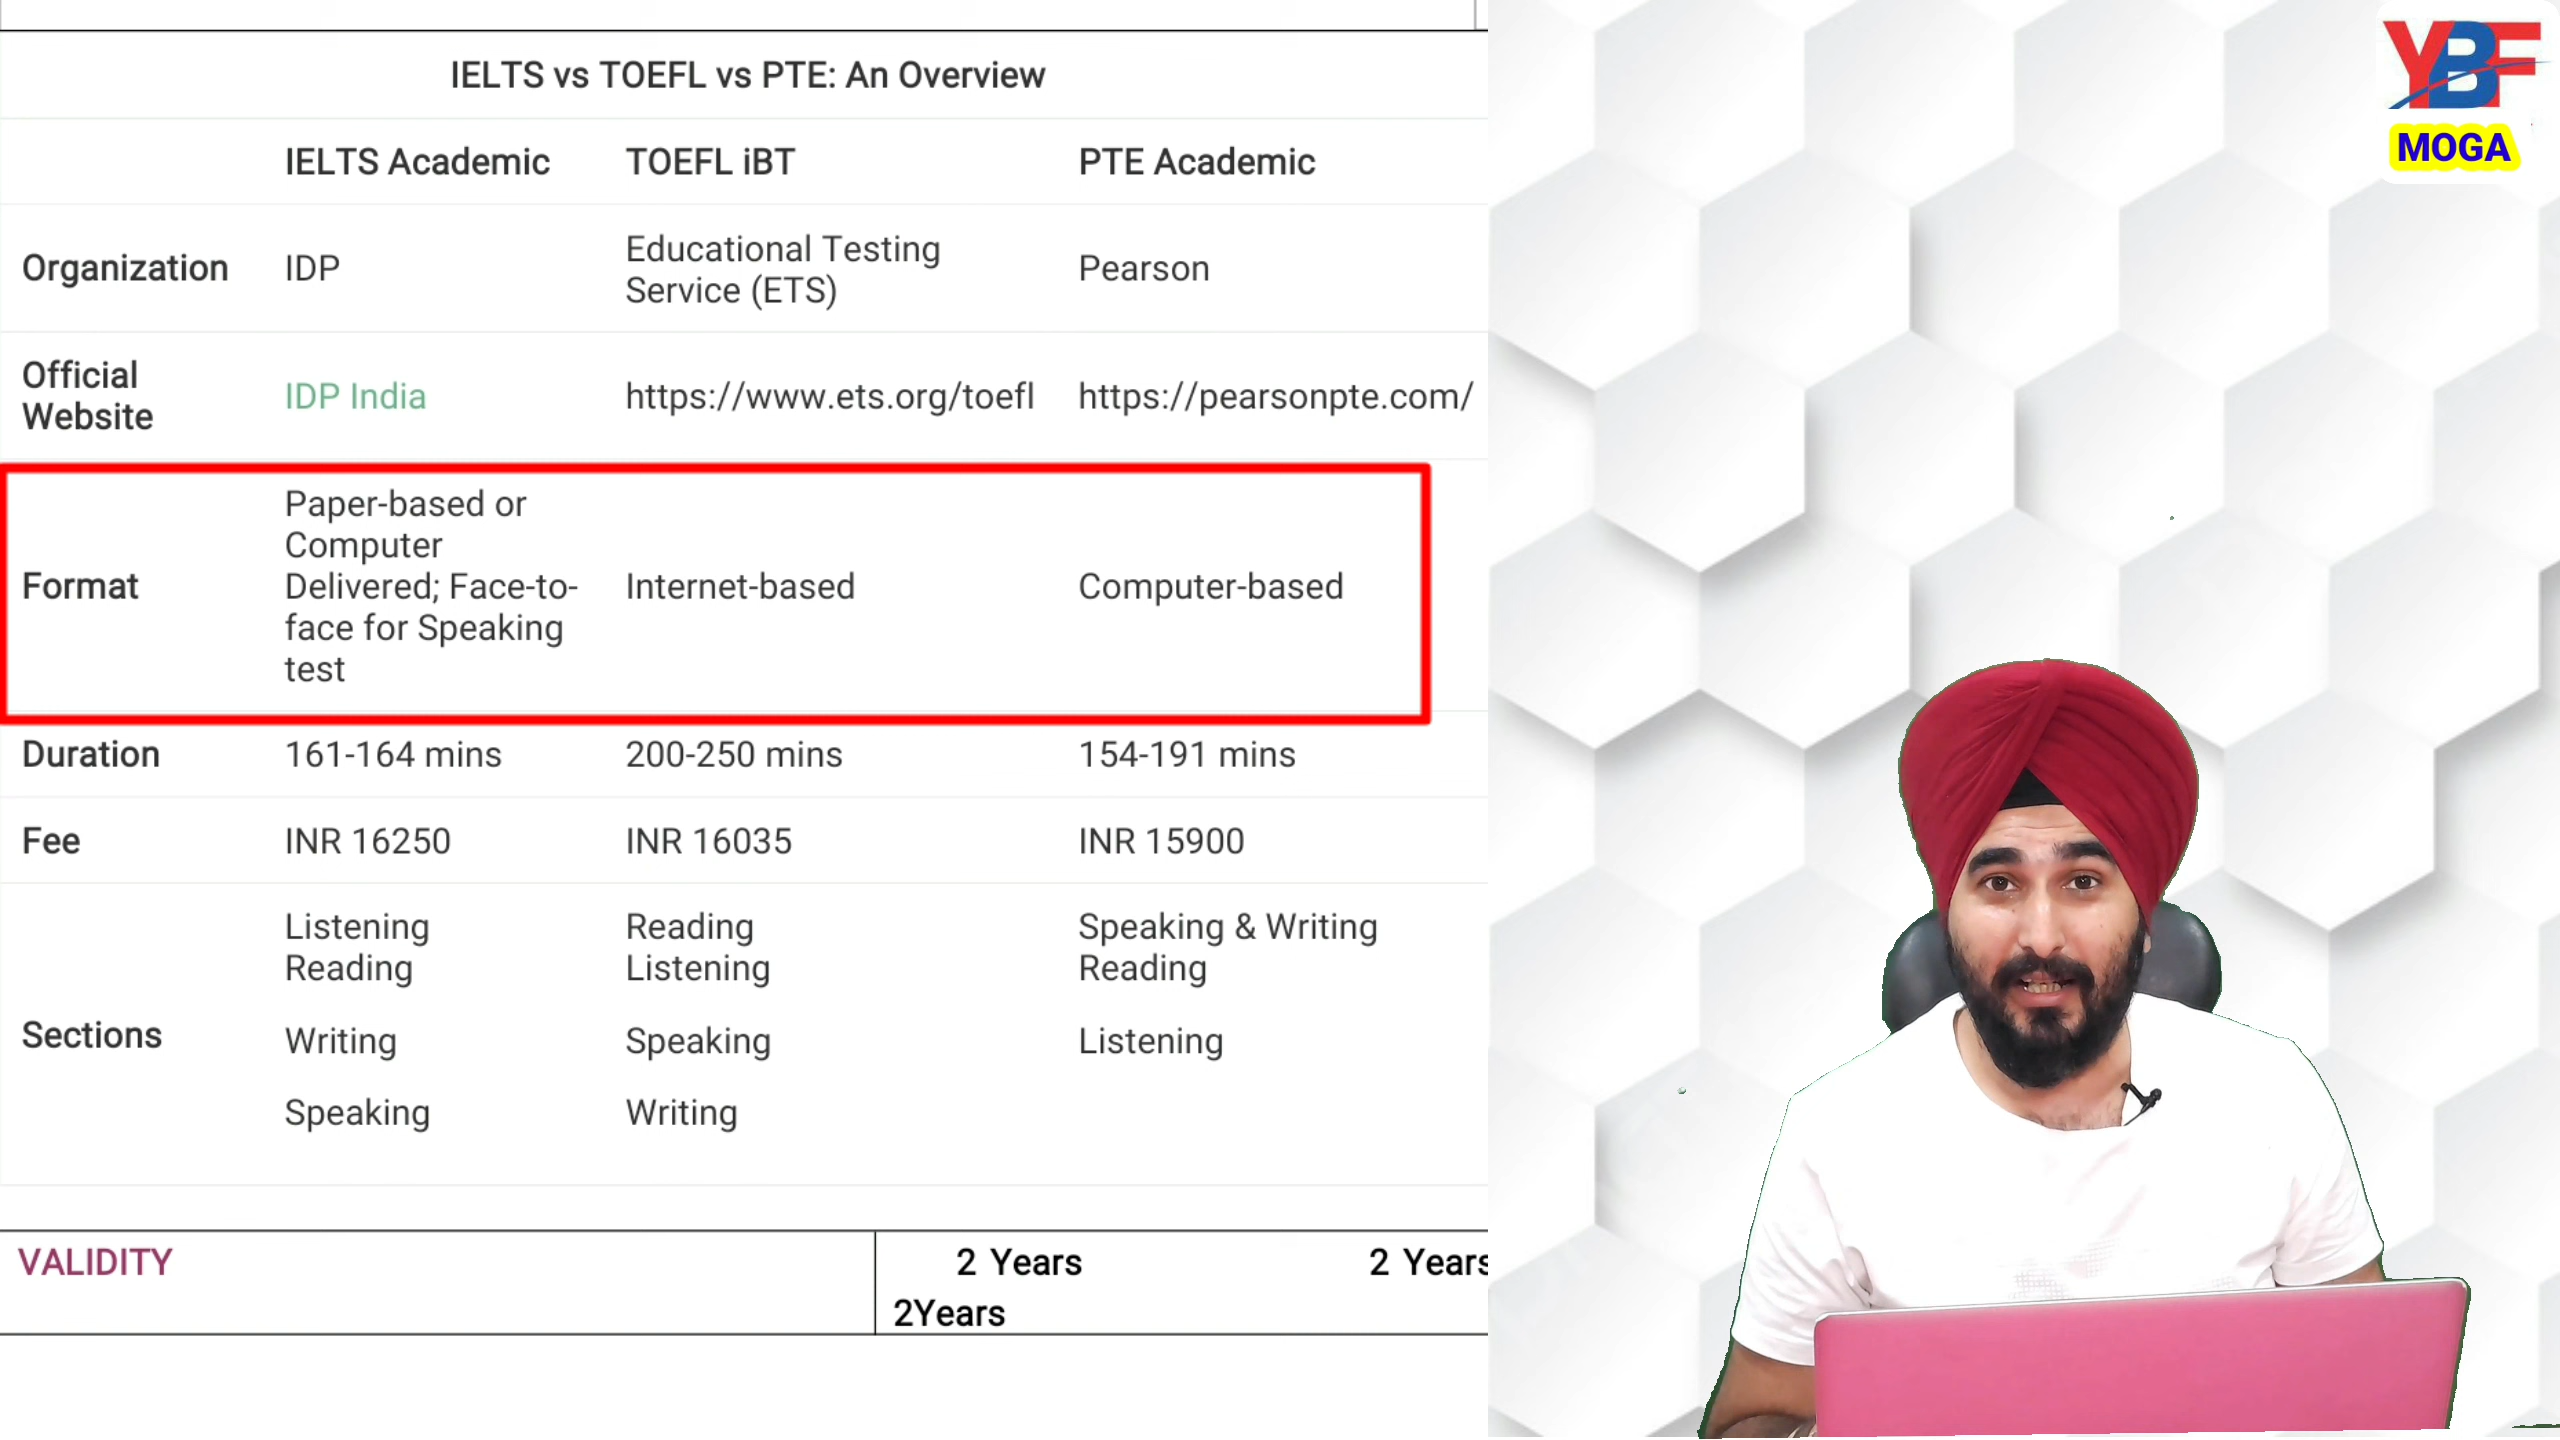 IELTS vs TOEFL vs PTE: An Overview
IELTS Academic TOEFL iBT PTE Academic
Organization IDP Educational Testing Service (ETS) Pearson
Official Website IDP India https://www.ets.org/toefl https://pearsonpte.com/
Format
Paper-based or
Computer
Delivered; Face-to-
face for Speaking
test
Internet-based
Computer-based
Duration 161-164 mins 200-250 mins 154-191 mins
Fee INR 16250 INR 16035 INR 15900
Sections
Listening
Reading
Writing
Speaking
Reading
Listening
Speaking
Writing
Speaking & Writing
Reading
Listening
VALIDITY 2 Years 2 Years
2Years
YBF
MOGA